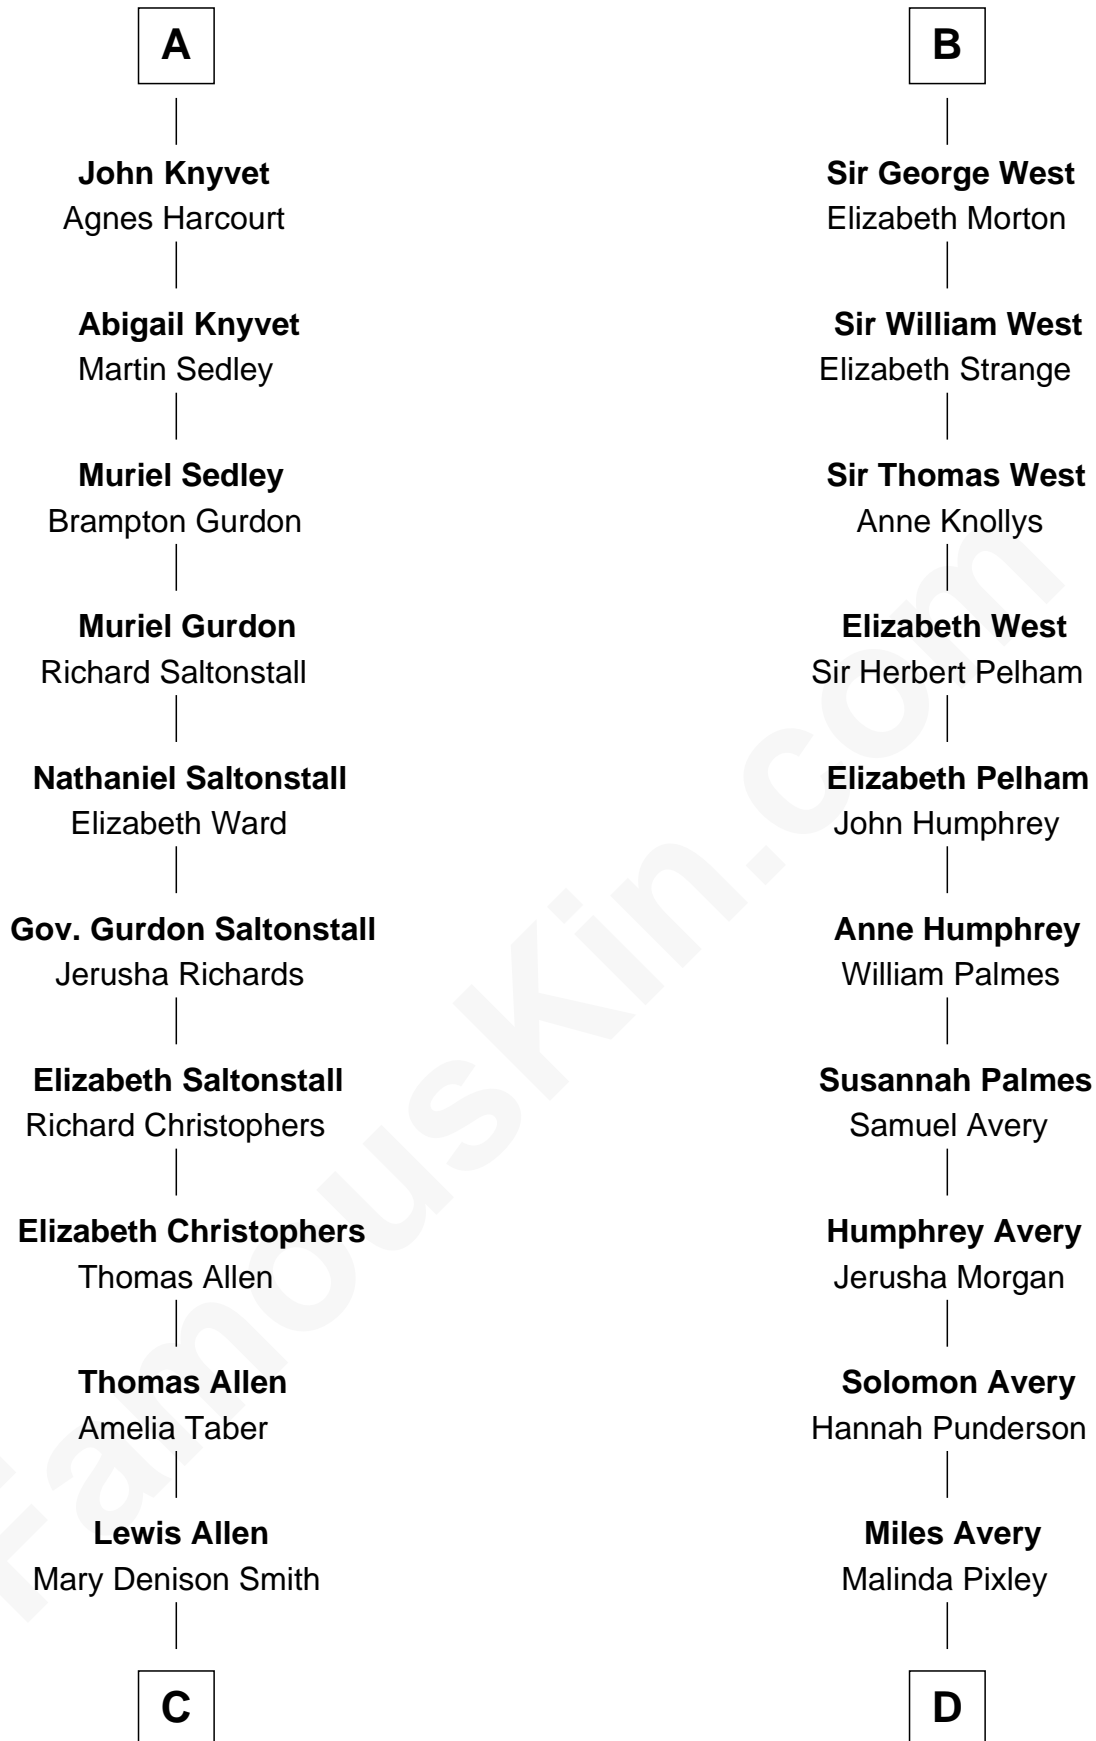 A
John Knyvet
Agnes Harcourt
Abigail Knyvet
Martin Sedley
Muriel Sedley
Brampton Gurdon
Muriel Gurdon
Richard Saltonstall
Nathaniel Saltonstall
Elizabeth Ward
Gov. Gurdon Saltonstall
Jerusha Richards
Elizabeth Saltonstall
Richard Christophers
Elizabeth Christophers
Thomas Allen
Thomas Allen
Amelia Taber
Lewis Allen
Mary Denison Smith
C
B
Sir George West
Elizabeth Morton
Sir William West
Elizabeth Strange
Sir Thomas West
Anne Knollys
Elizabeth West
Sir Herbert Pelham
Elizabeth Pelham
John Humphrey
Anne Humphrey
William Palmes
Susannah Palmes
Samuel Avery
Humphrey Avery
Jerusha Morgan
Solomon Avery
Hannah Punderson
Miles Avery
Malinda Pixley
D
FamousKin.com